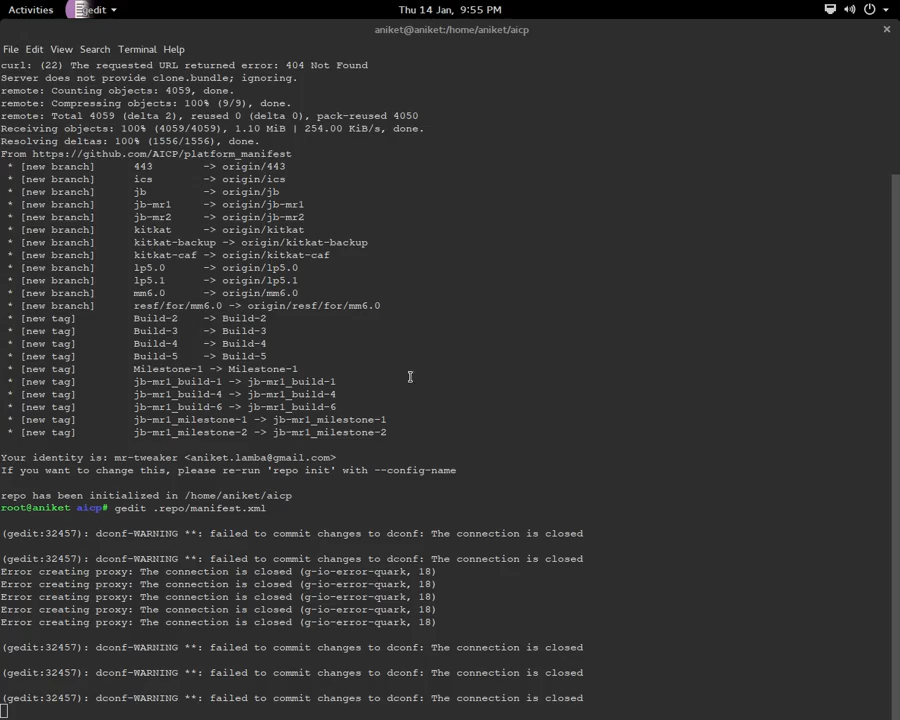 Activities gedit Thu 14 Jan, 9:55 PM
aniket@aniket:/home/aniket/aicp
File Edit View Search Terminal Help
curl: (22) The requested URL returned error: 404 Not Found
Server does not provide clone.bundle; ignoring.
remote: Counting objects: 4059, done.
remote: Compressing objects: 100% (9/9), done.
remote: Total 4059 (delta 2), reused 0 (delta 0), pack-reused 4050
Receiving objects: 100% (4059/4059), 1.10 MiB | 254.00 KiB/s, done.
Resolving deltas: 100% (1556/1556), done.
From https://github.com/AICP/platform_manifest
* [new branch] 443 -> origin/443
* [new branch] ics -> origin/ics
* [new branch] jb -> origin/jb
* [new branch] jb-mr1 -> origin/jb-mr1
* [new branch] jb-mr2 -> origin/jb-mr2
* [new branch] kitkat -> origin/kitkat
* [new branch] kitkat-backup -> origin/kitkat-backup
* [new branch] kitkat-caf -> origin/kitkat-caf
* [new branch] lp5.0 -> origin/lp5.0
* [new branch] lp5.1 -> origin/lp5.1
* [new branch] mm6.0 -> origin/mm6.0
* [new branch] resf/for/mm6.0 -> origin/resf/for/mm6.0
* [new tag] Build-2 -> Build-2
* [new tag] Build-3 -> Build-3
* [new tag] Build-4 -> Build-4
* [new tag] Build-5 -> Build-5
* [new tag] Milestone-1 -> Milestone-1
* [new tag] jb-mr1_build-1 -> jb-mr1_build-1
* [new tag] jb-mr1_build-4 -> jb-mr1_build-4
* [new tag] jb-mr1_build-6 -> jb-mr1_build-6
* [new tag] jb-mr1_milestone-1 -> jb-mr1_milestone-1
* [new tag] jb-mr1_milestone-2 -> jb-mr1_milestone-2
Your identity is: mr-tweaker <aniket.lamba@gmail.com>
If you want to change this, please re-run 'repo init' with --config-name
repo has been initialized in /home/aniket/aicp
root@aniket aicp# gedit .repo/manifest.xml
(gedit:32457): dconf-WARNING **: failed to commit changes to dconf: The connection is closed
(gedit:32457): dconf-WARNING **: failed to commit changes to dconf: The connection is closed
Error creating proxy: The connection is closed (g-io-error-quark, 18)
Error creating proxy: The connection is closed (g-io-error-quark, 18)
Error creating proxy: The connection is closed (g-io-error-quark, 18)
Error creating proxy: The connection is closed (g-io-error-quark, 18)
Error creating proxy: The connection is closed (g-io-error-quark, 18)
(gedit:32457): dconf-WARNING **: failed to commit changes to dconf: The connection is closed
(gedit:32457): dconf-WARNING **: failed to commit changes to dconf: The connection is closed
(gedit:32457): dconf-WARNING **: failed to commit changes to dconf: The connection is closed